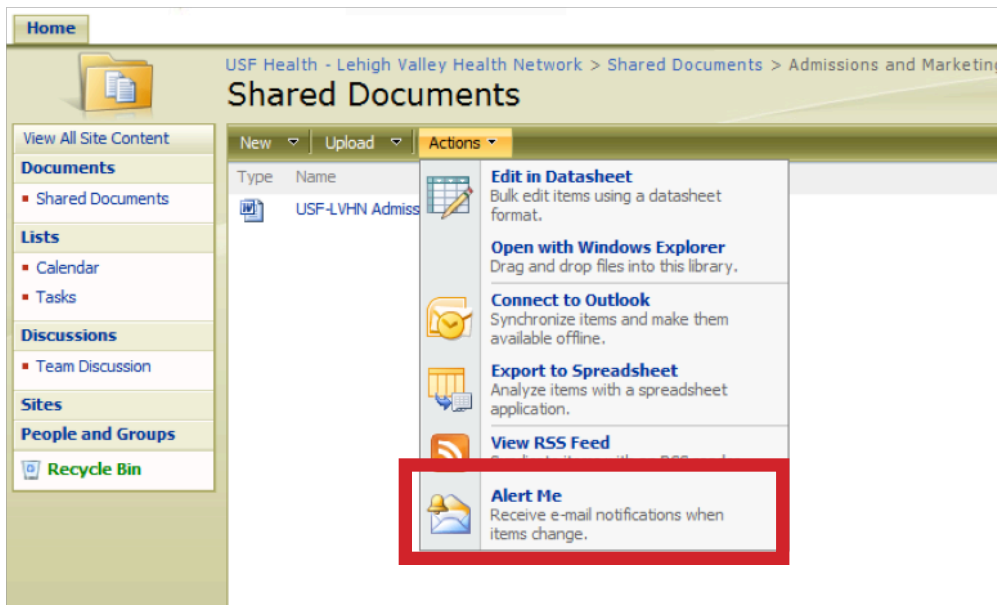 Home
USF Health - Lehigh Valley Health Network > Shared Documents > Admissions and Marketing
Shared Documents
View All Site Content
Documents
Shared Documents
Lists
Calendar
Tasks
Discussions
Team Discussion
Sites
People and Groups
Recycle Bin
New
Upload
Actions
Type Name
USF-LVHN Admiss
Edit in Datasheet
Bulk edit items using a datasheet
format.
Open with Windows Explorer
Drag and drop files into this library.
Connect to Outlook
Synchronize items and make them
available offline.
Export to Spreadsheet
Analyze items with a spreadsheet
application.
View RSS Feed
Alert Me
Receive e-mail notifications when
items change.